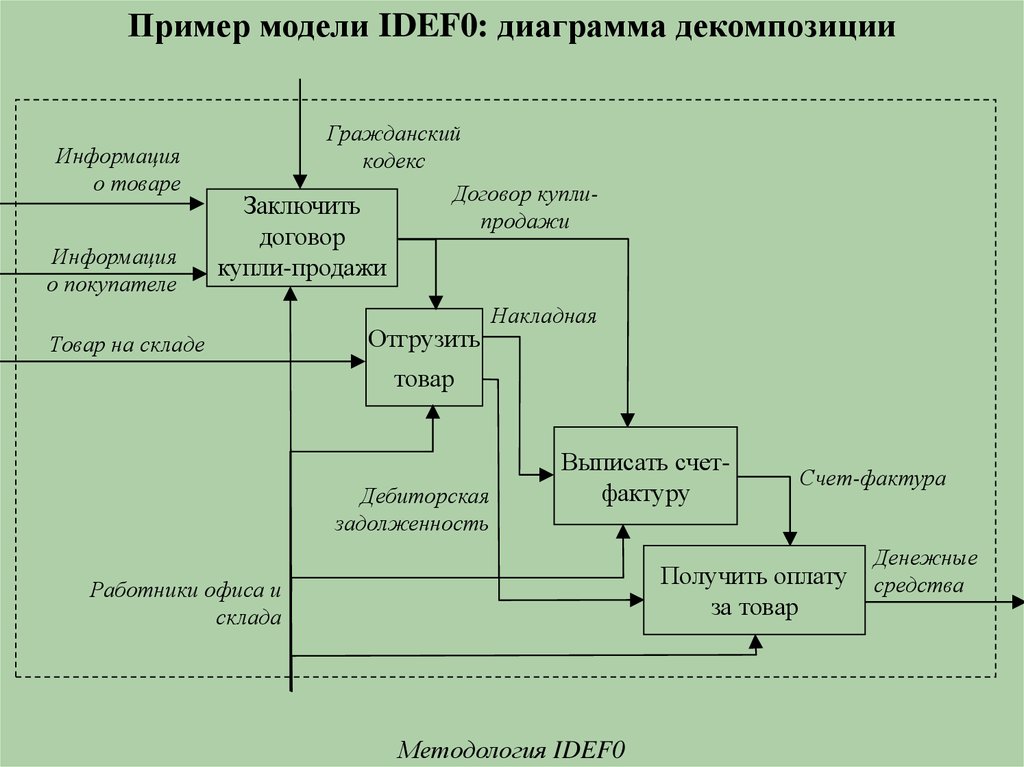 Пример модели IDEF0: диаграмма декомпозиции
Гражданский
кодекс
Информация
о товаре
Договор купли-
продажи
Заключить
договор
купли-продажи
Информация
о покупателе
Накладная
Товар на складе
Отгрузить
товар
Выписать счет-
фактуру
Счет-фактура
Дебиторская
задолженность
Денежные
средства
Получить оплату
за товар
Работники офиса и
склада
Методология IDEF0